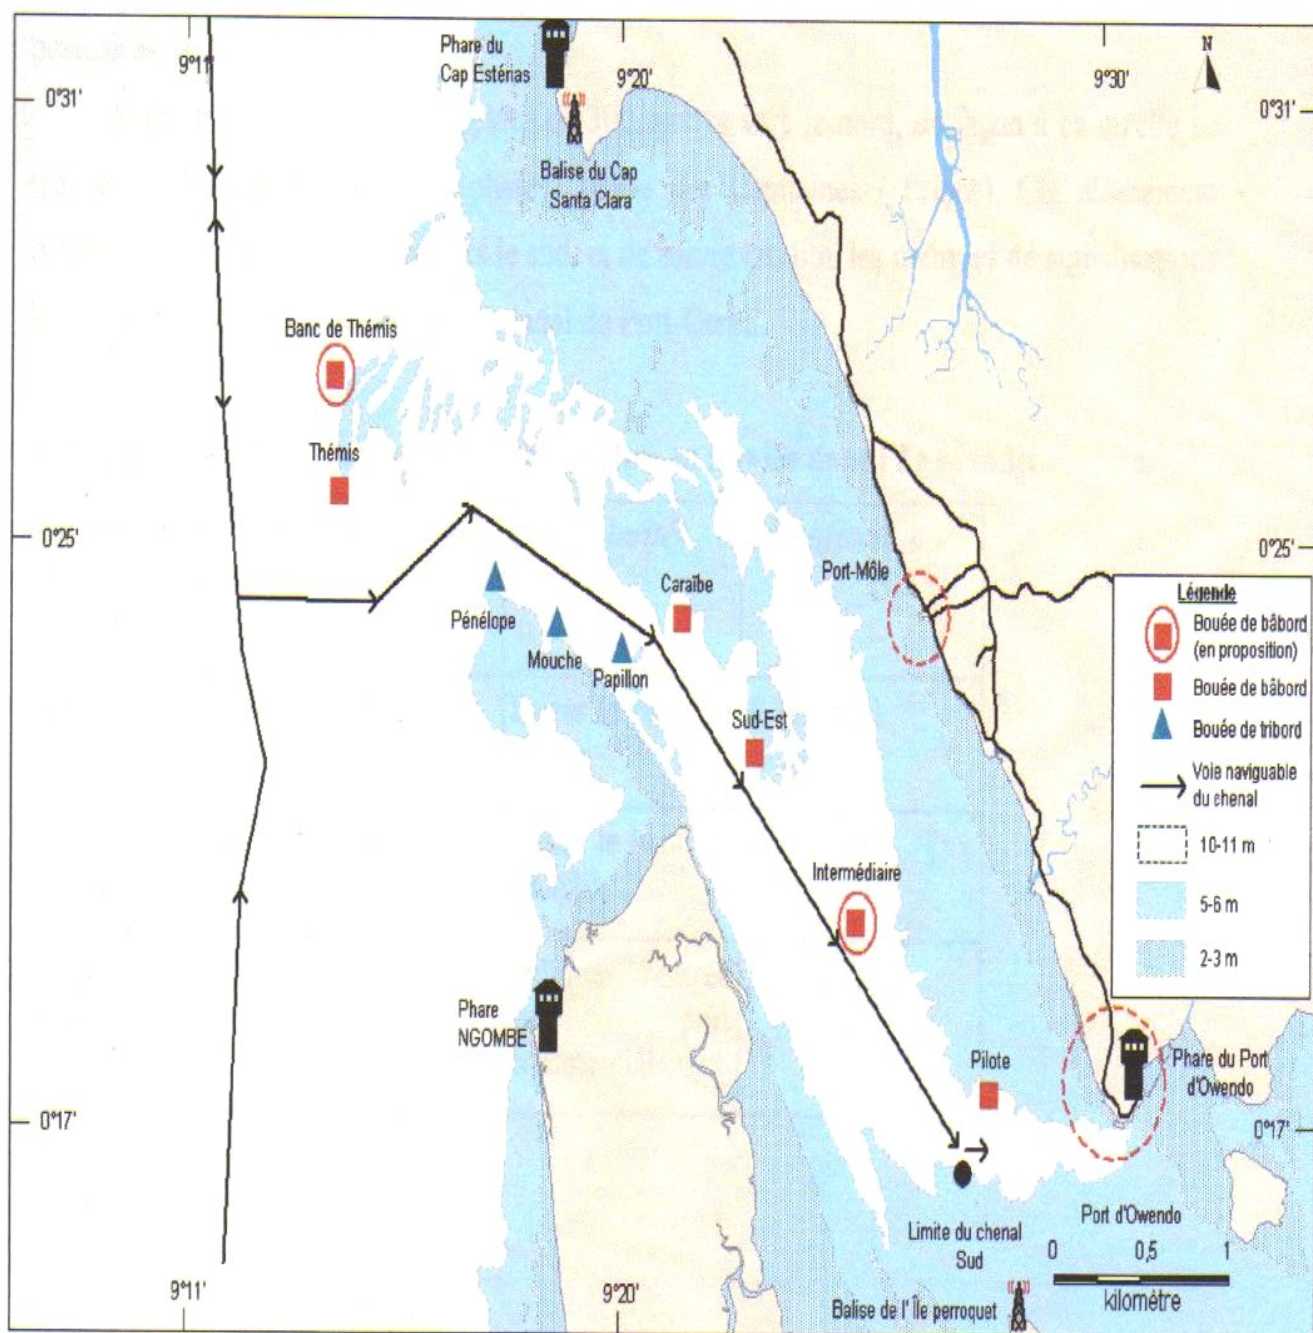 Phare du
Cap Estérias
9°11'
9°20'
9°30'
N
0°31'
0°31'
Balise du Cap
Santa Clara
Banc de Thémis
Thémis
0°25'
0°25'
Port-Môle
Caraïbe
Pénélope
Mouche
Papillon
Sud-Est
Légende
Bouée de bâbord
(en proposition)
Bouée de bâbord
Bouée de tribord
Voie naviguable
du chenal
10-11 m
5-6 m
2-3 m
Intermédiaire
Phare
NGOMBE
Pilote
Phare du Port
d'Owendo
0°17'
0°17'
Limite du chenal
Sud
Port d'Owendo
0 0,5 1
kilomètre
9°11'
9°20'
Balise de l' Île perroquet